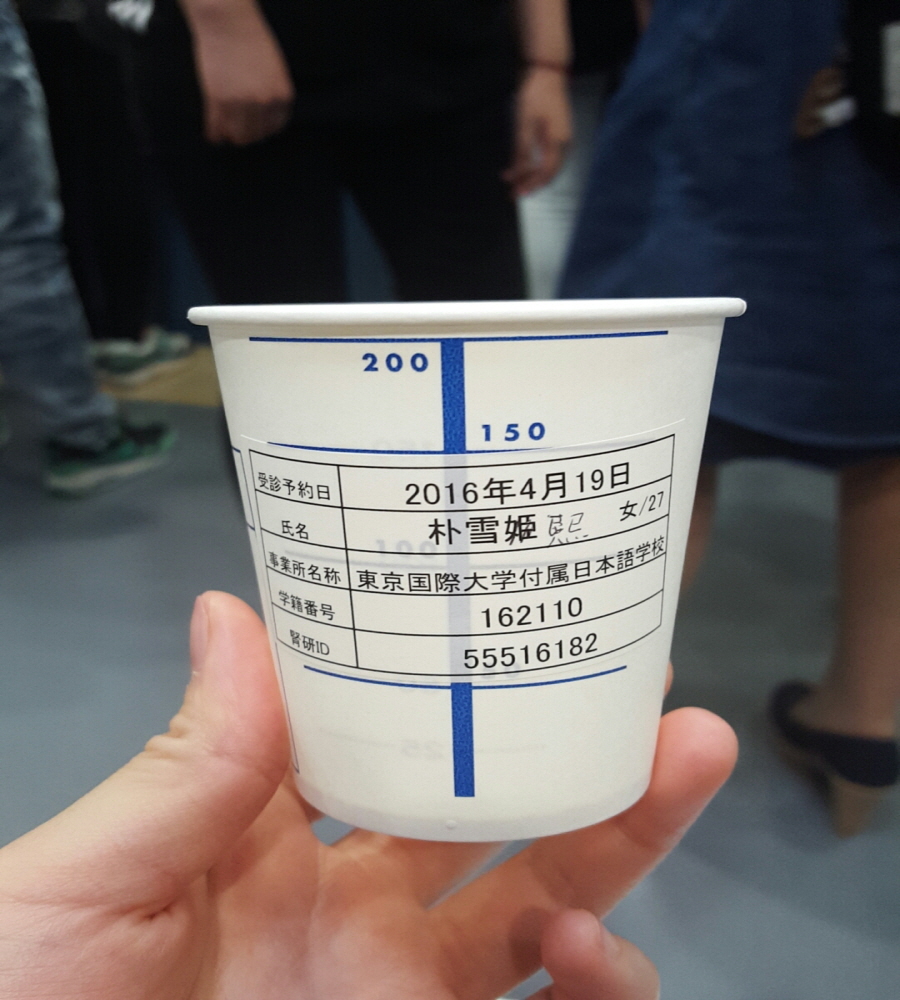 200
150
受診予約日 2016年4月19日
氏名 朴雪姫 熙 女/27
事業所名称 東京国際大学付属日本語学校
学籍番号 162110
腎研ID 55516182